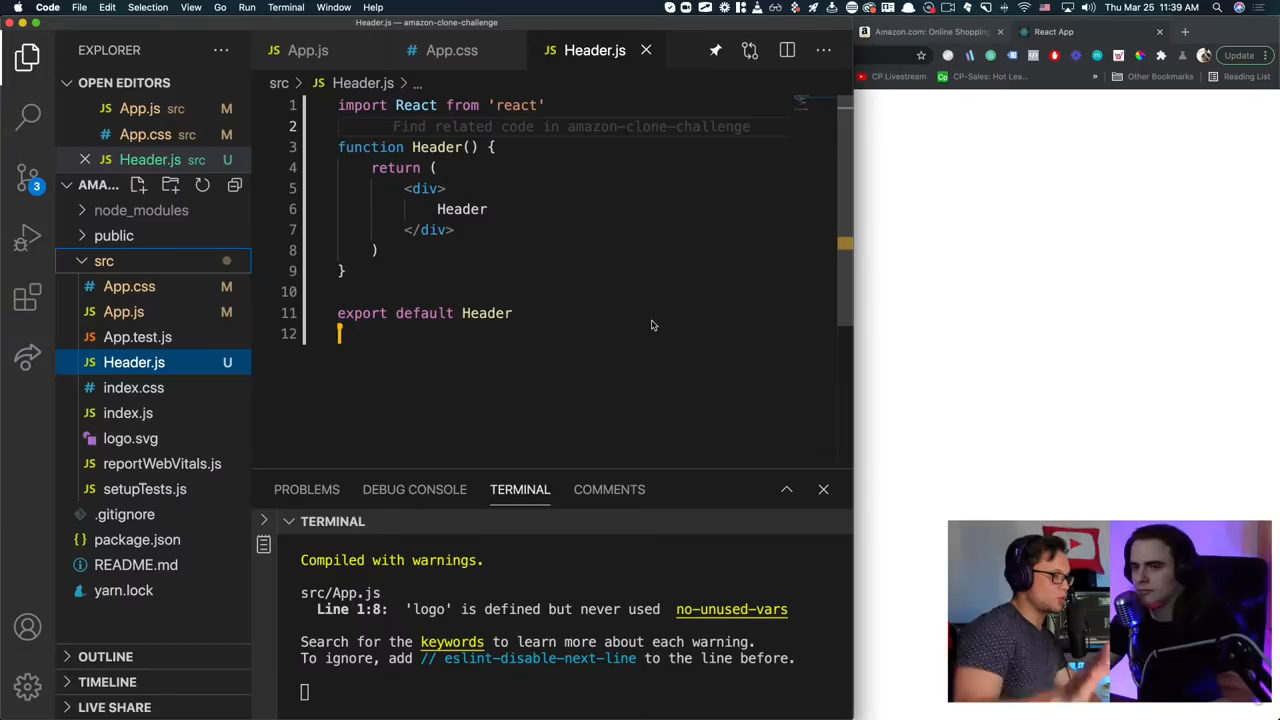 Code File Edit Selection View Go Run Terminal Window Help
Thu Mar 25 11:39 AM
Header.js — amazon-clone-challenge
Amazon.com: Online Shopping
React App
Update
CP Livestream
CP-Sales: Hot Lea...
Other Bookmarks
Reading List
EXPLORER
OPEN EDITORS
App.js src M
App.css src M
Header.js src U
AMA...
node_modules
public
src
App.css M
App.js M
App.test.js
Header.js U
index.css
index.js
logo.svg
reportWebVitals.js
setupTests.js
.gitignore
package.json
README.md
yarn.lock
OUTLINE
TIMELINE
LIVE SHARE
3
App.js
App.css
Header.js
src > Header.js > ...
1 import React from 'react'
2 Find related code in amazon-clone-challenge
3 function Header() {
4 return (
5 <div>
6 Header
7 </div>
8 )
9 }
10
11 export default Header
12
PROBLEMS DEBUG CONSOLE TERMINAL COMMENTS
TERMINAL
Compiled with warnings.
src/App.js
Line 1:8: 'logo' is defined but never used no-unused-vars
Search for the keywords to learn more about each warning.
To ignore, add // eslint-disable-next-line to the line before.